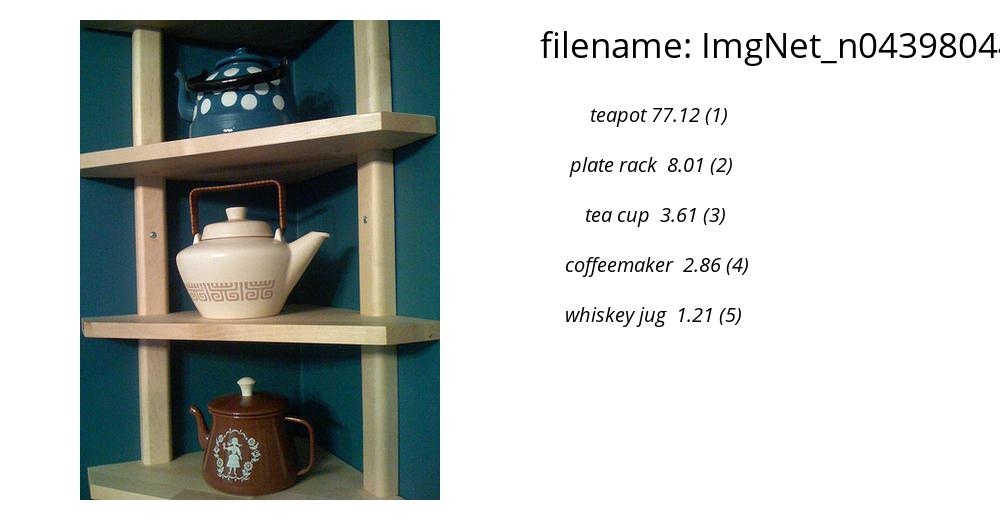 filename: ImgNet_n0439804
teapot 77.12 (1)
plate rack 8.01 (2)
tea cup 3.61 (3)
coffeemaker 2.86 (4)
whiskey jug 1.21 (5)